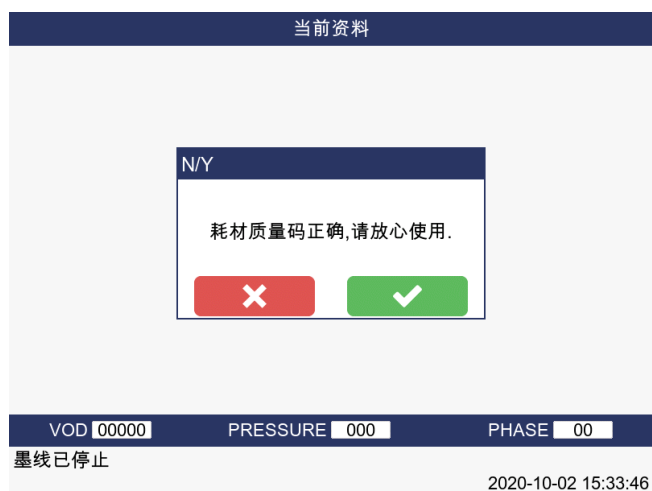 当前资料
N/Y
耗材质量码正确,请放心使用.
VOD 00000 PRESSURE 000 PHASE 00
墨线已停止
2020-10-02 15:33:46